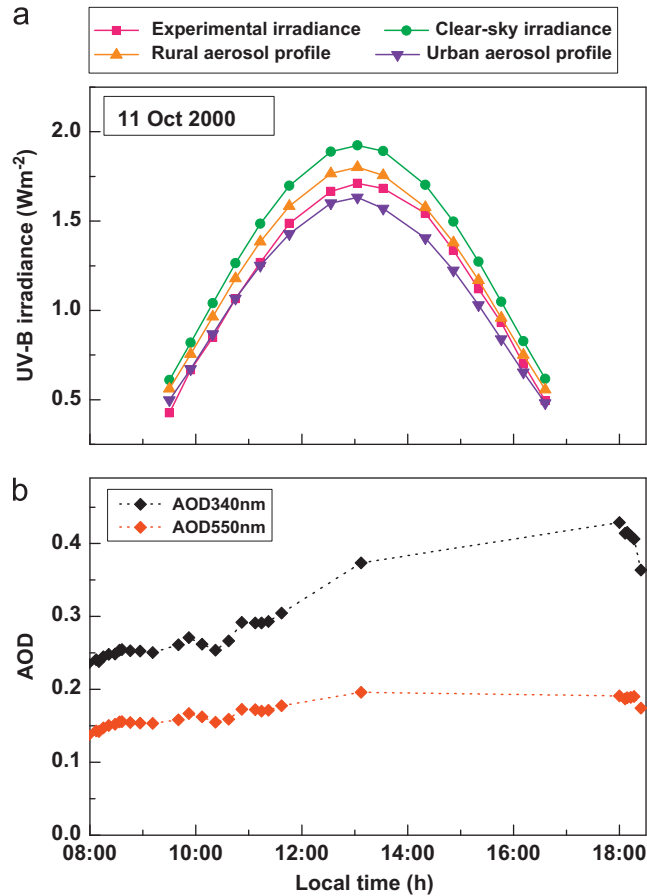 a
Experimental irradiance
Clear-sky irradiance
Rural aerosol profile
Urban aerosol profile
11 Oct 2000
2.0
1.5
1.0
0.5
UV-B irradiance (Wm-2)
b
AOD340nm
AOD550nm
0.4
0.3
0.2
0.1
0.0
AOD
08:00 10:00 12:00 14:00 16:00 18:00
Local time (h)